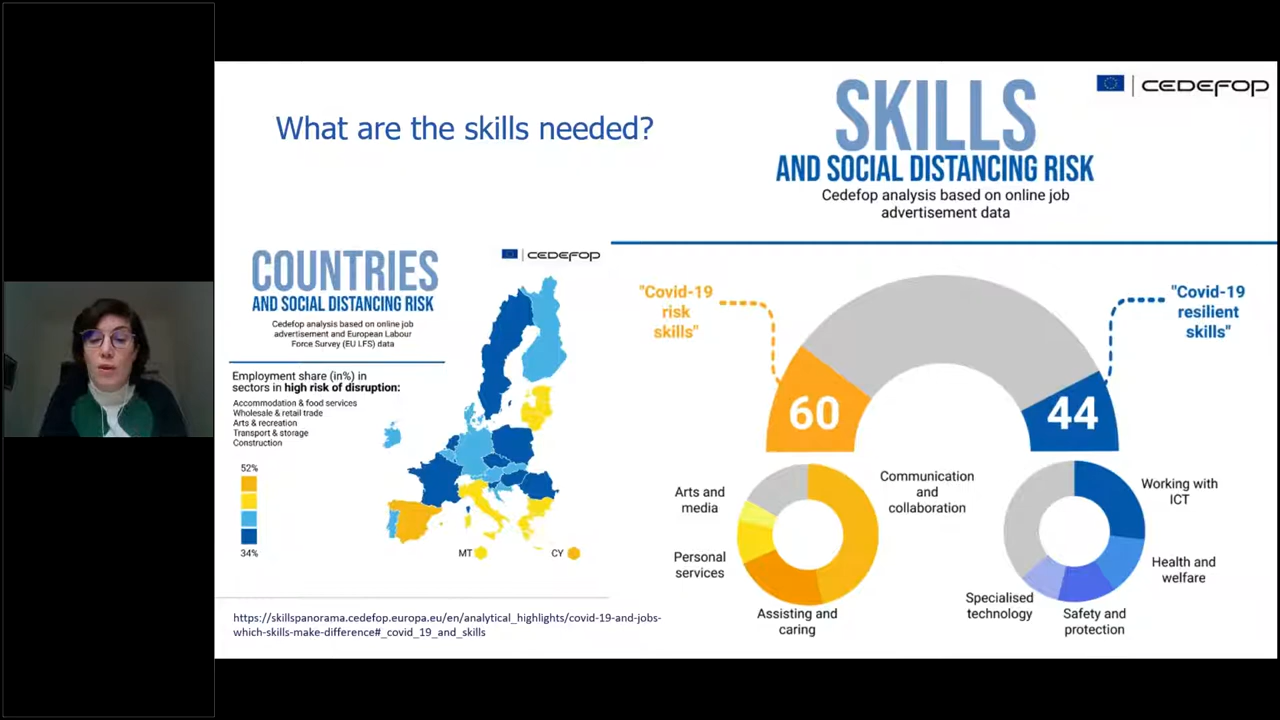 What are the skills needed?
CEDEFOP
SKILLS
AND SOCIAL DISTANCING RISK
Cedefop analysis based on online job
advertisement data
CEDEFOP
COUNTRIES
AND SOCIAL DISTANCING RISK
Cedefop analysis based on online job
advertisement and European Labour
Force Survey (EU LFS) data
Employment share (in%) in
sectors in high risk of disruption:
Accommodation & food services
Wholesale & retail trade
Arts & recreation
Transport & storage
Construction
52%
34%
MT
CY
"Covid-19
risk
skills"
"Covid-19
resilient
skills"
60
44
Communication
and
collaboration
Arts and
media
Personal
services
Assisting and
caring
Working with
ICT
Health and
welfare
Specialised
technology
Safety and
protection
https://skillspanorama.cedefop.europa.eu/en/analytical_highlights/covid-19-and-jobs-
which-skills-make-difference#_covid_19_and_skills